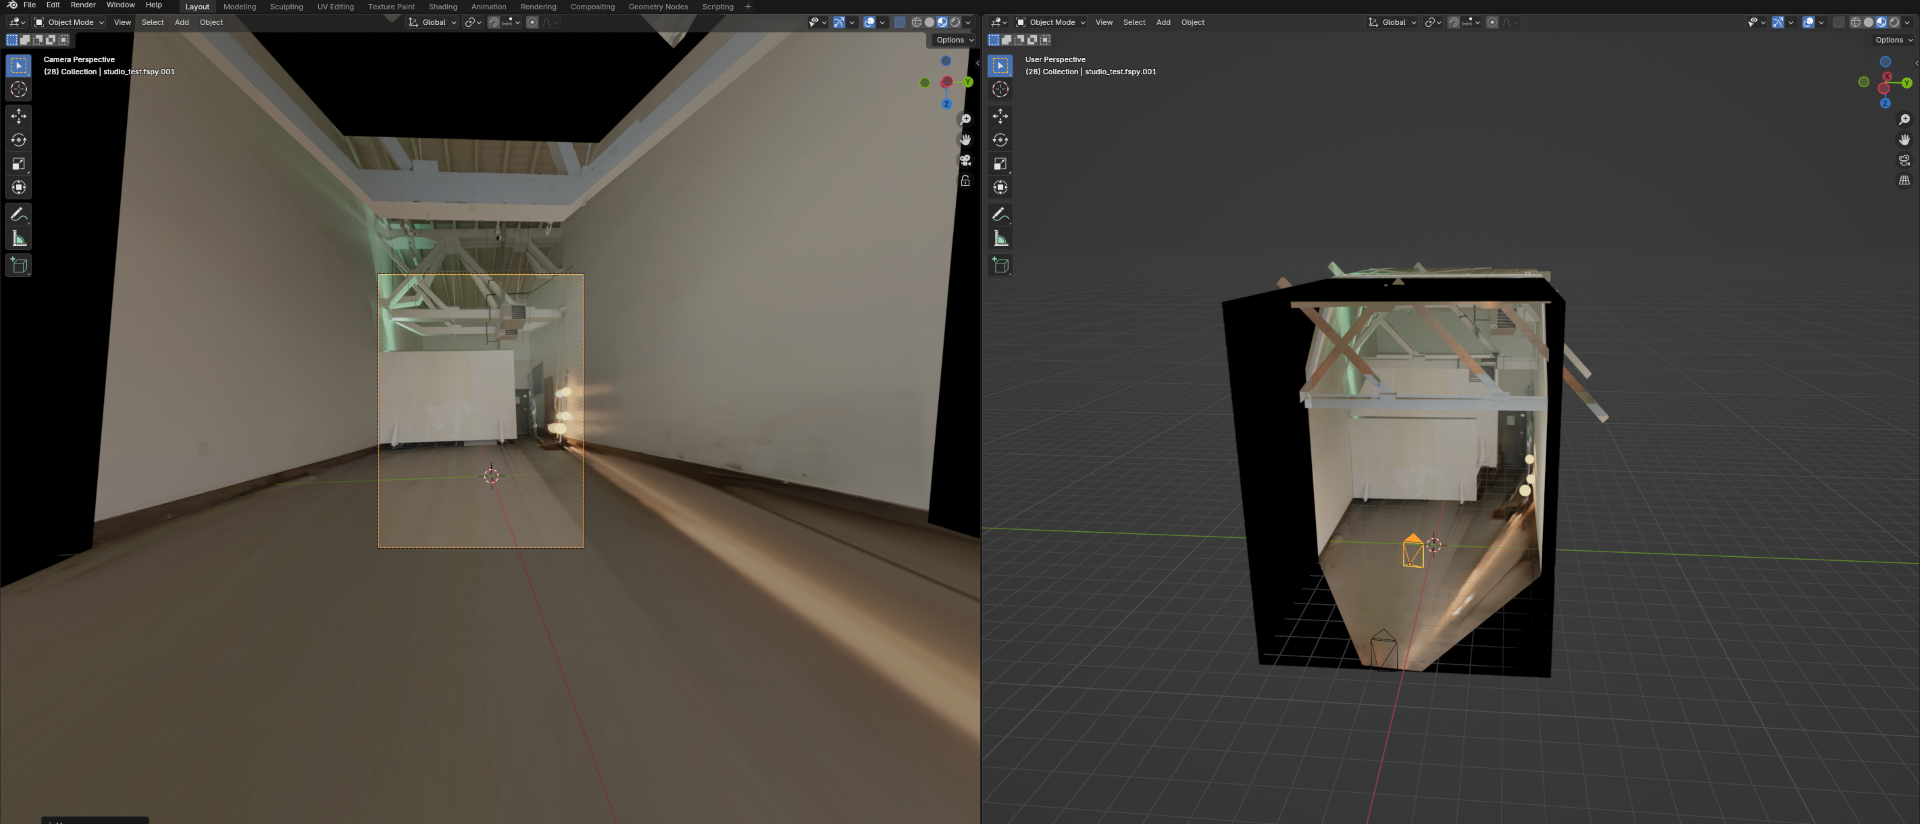 File Edit Render Window Help Layout Modeling Sculpting UV Editing Texture Paint Shading Animation Rendering Compositing Geometry Nodes Scripting +
Object Mode View Select Add Object Global
Options
Camera Perspective
(28) Collection | studio_test.fspy.001
Y
Z
Object Mode View Select Add Object Global
Options
User Perspective
(28) Collection | studio_test.fspy.001
X
Y
Z